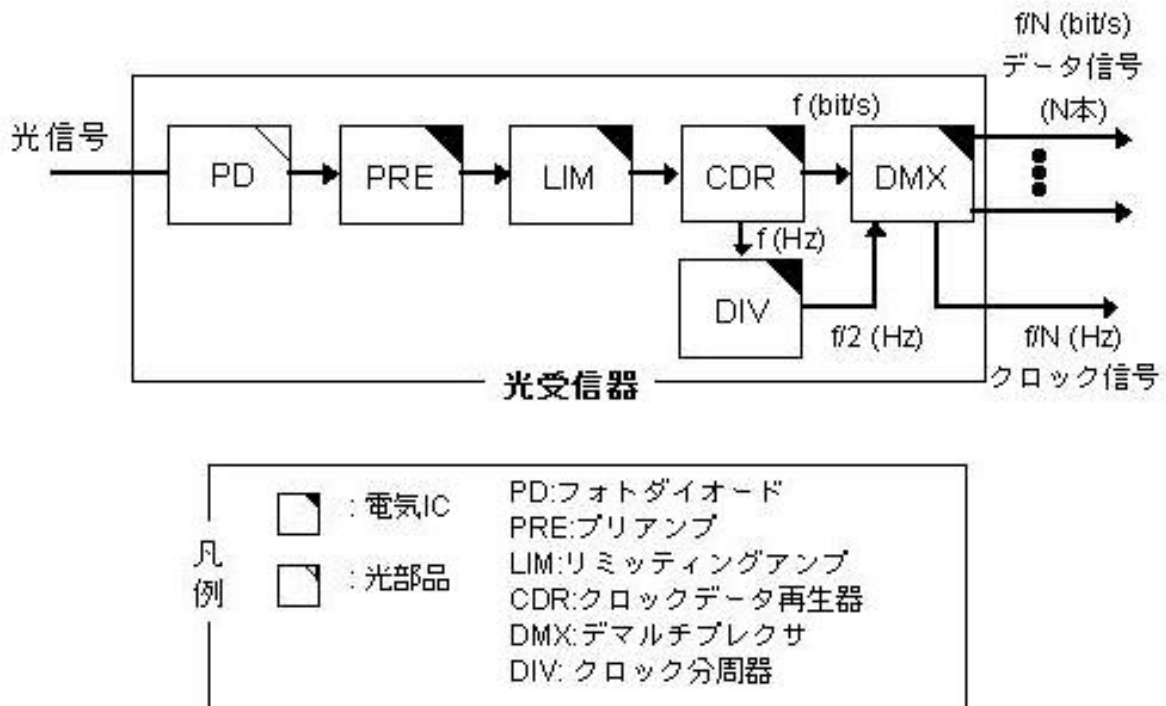 f/N (bit/s)
データ信号
(N本)
光信号
f (bit/s)
PD
PRE
LIM
CDR
DMX
f (Hz)
DIV
f/2 (Hz)
f/N (Hz)
クロック信号
光受信器
凡例
:電気IC
:光部品
PD:フォトダイオード
PRE:プリアンプ
LIM:リミッティングアンプ
CDR:クロックデータ再生器
DMX:デマルチプレクサ
DIV: クロック分周器